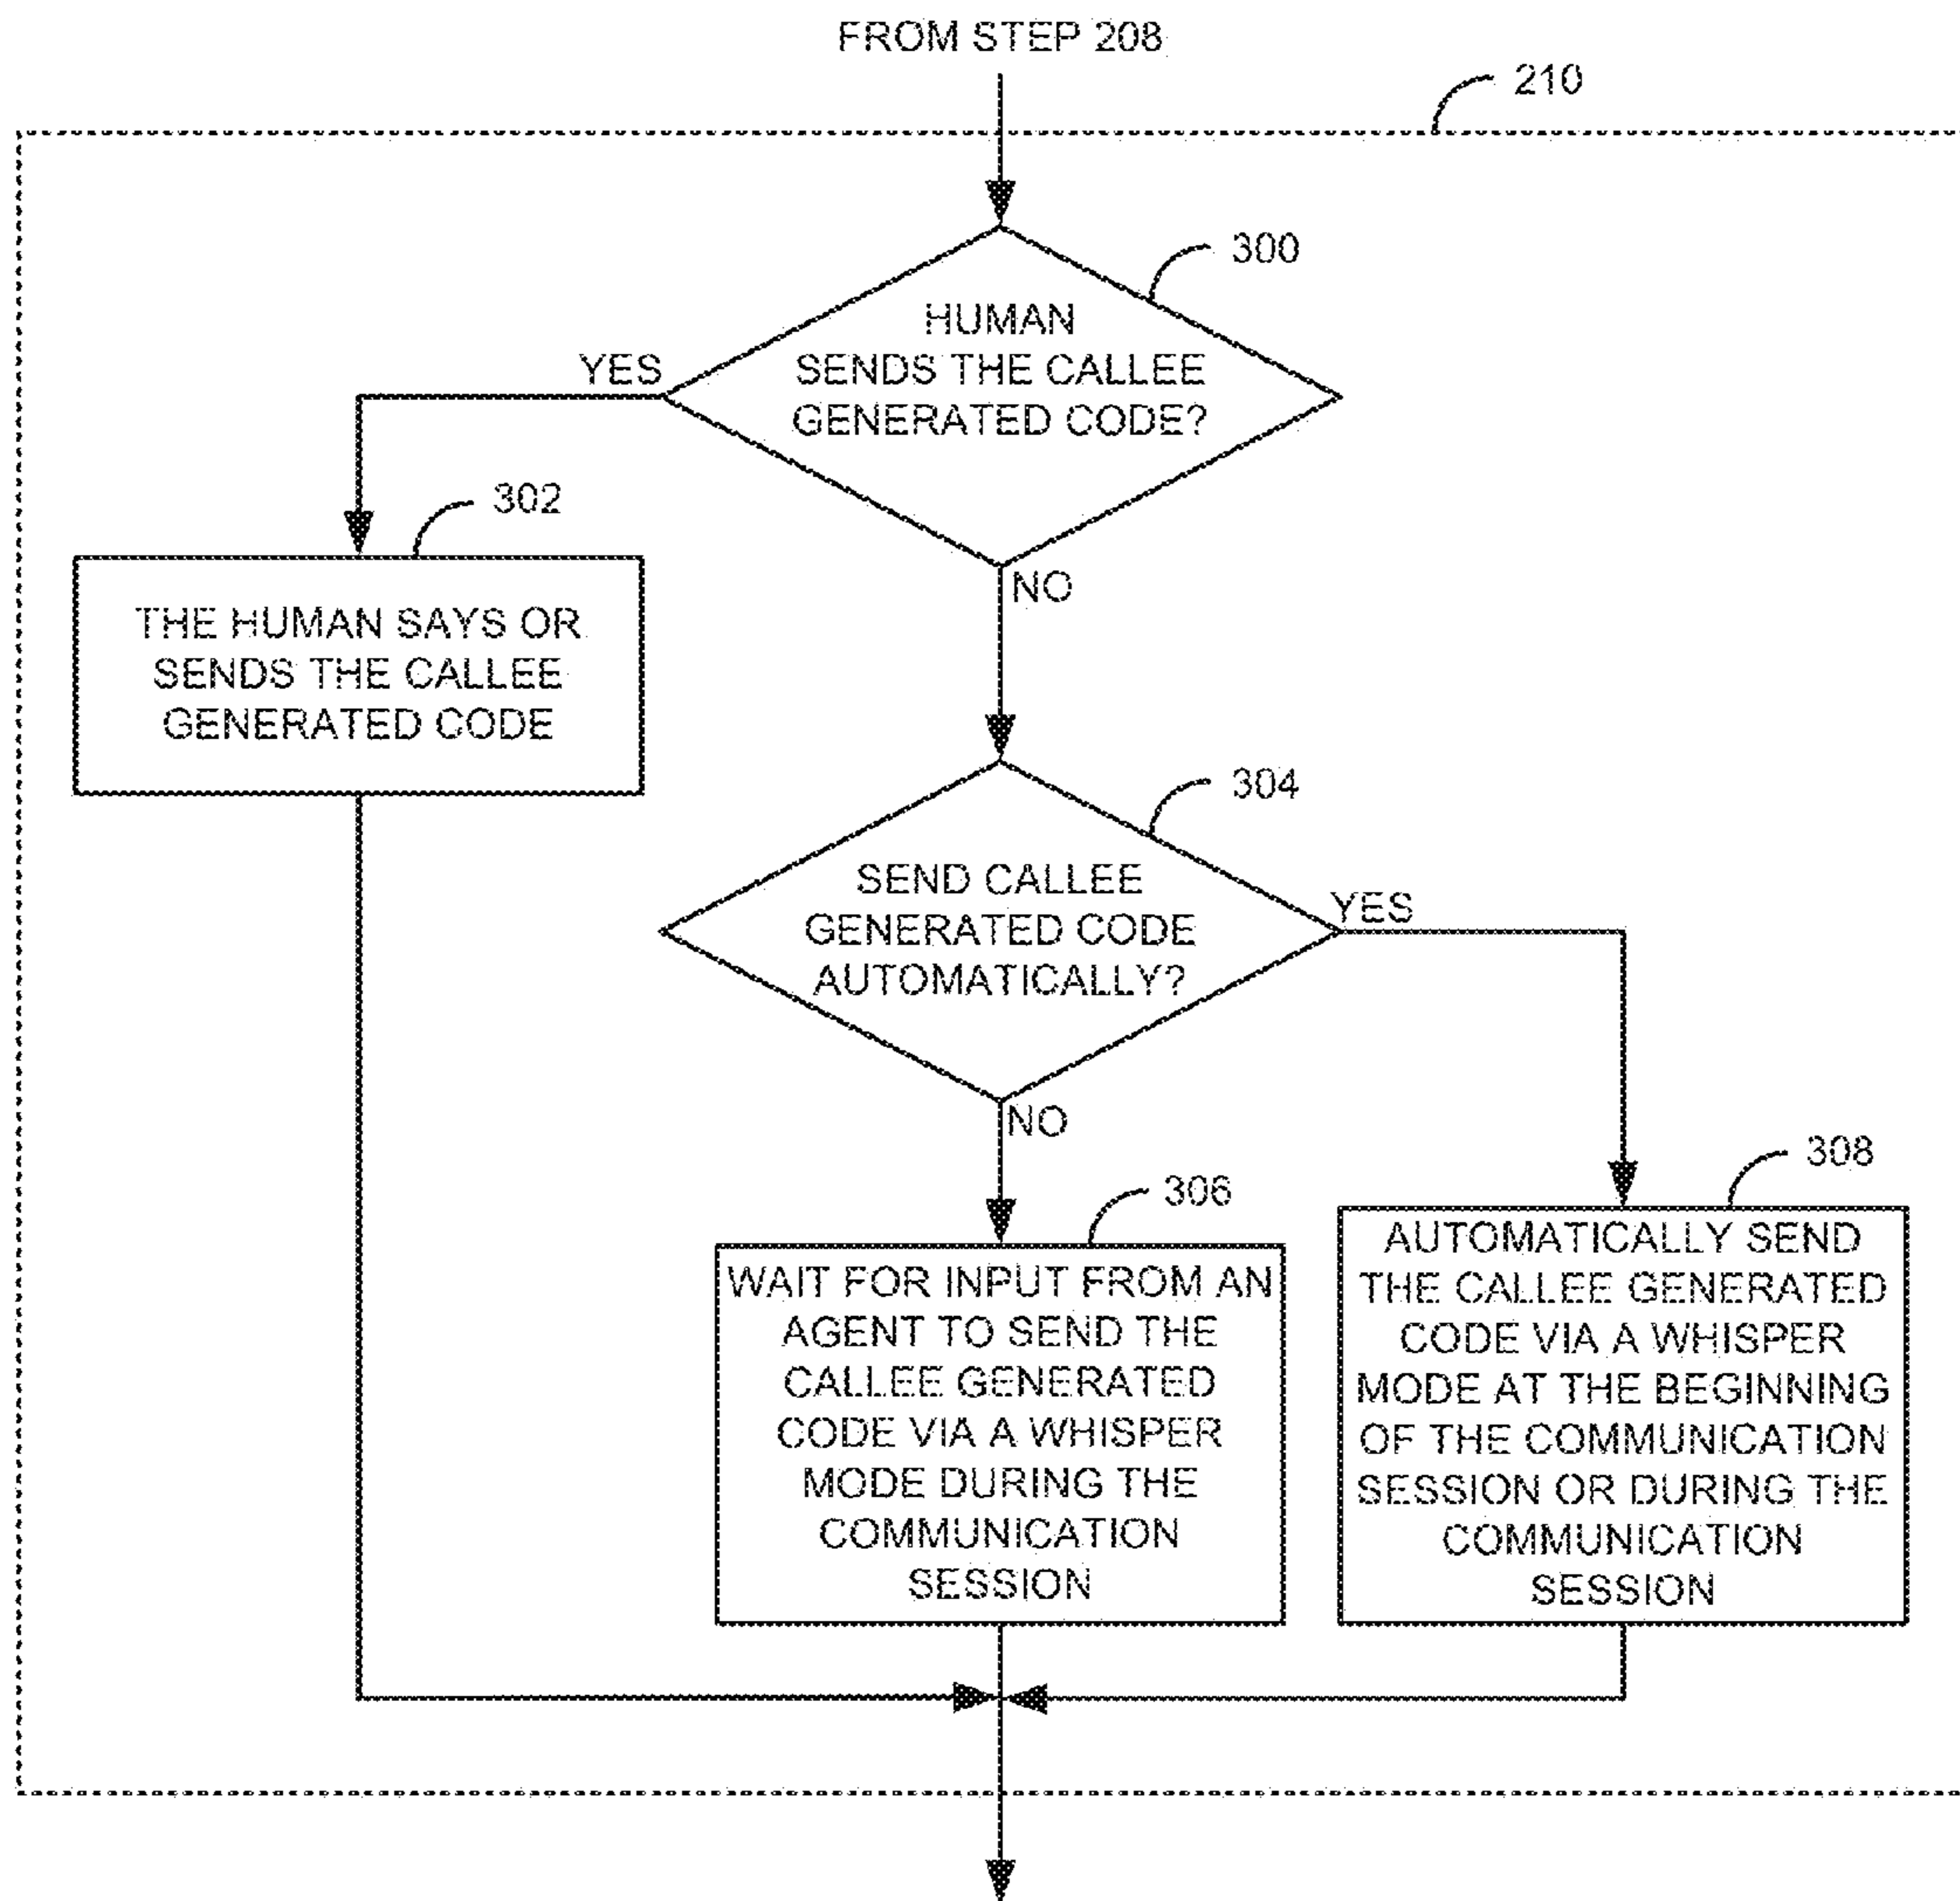 FROM STEP 208
210
300
HUMAN
SENDS THE CALLEE
GENERATED CODE?
YES
NO
302
THE HUMAN SAYS OR
SENDS THE CALLEE
GENERATED CODE
304
SEND CALLEE
GENERATED CODE
AUTOMATICALLY?
YES
NO
306
WAIT FOR INPUT FROM AN
AGENT TO SEND THE
CALLEE GENERATED
CODE VIA A WHISPER
MODE DURING THE
COMMUNICATION
SESSION
308
AUTOMATICALLY SEND
THE CALLEE GENERATED
CODE VIA A WHISPER
MODE AT THE BEGINNING
OF THE COMMUNICATION
SESSION OR DURING THE
COMMUNICATION
SESSION